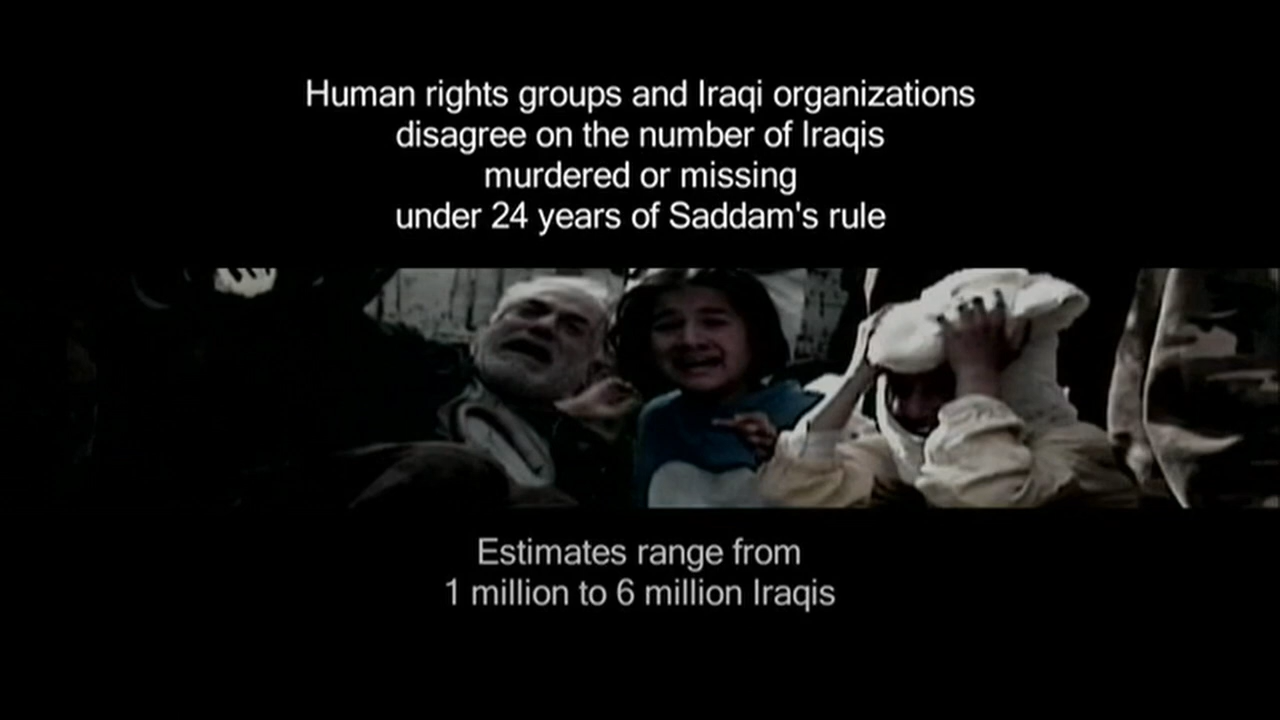 Human rights groups and Iraqi organizations
disagree on the number of Iraqis
murdered or missing
under 24 years of Saddam's rule
Estimates range from
1 million to 6 million Iraqis